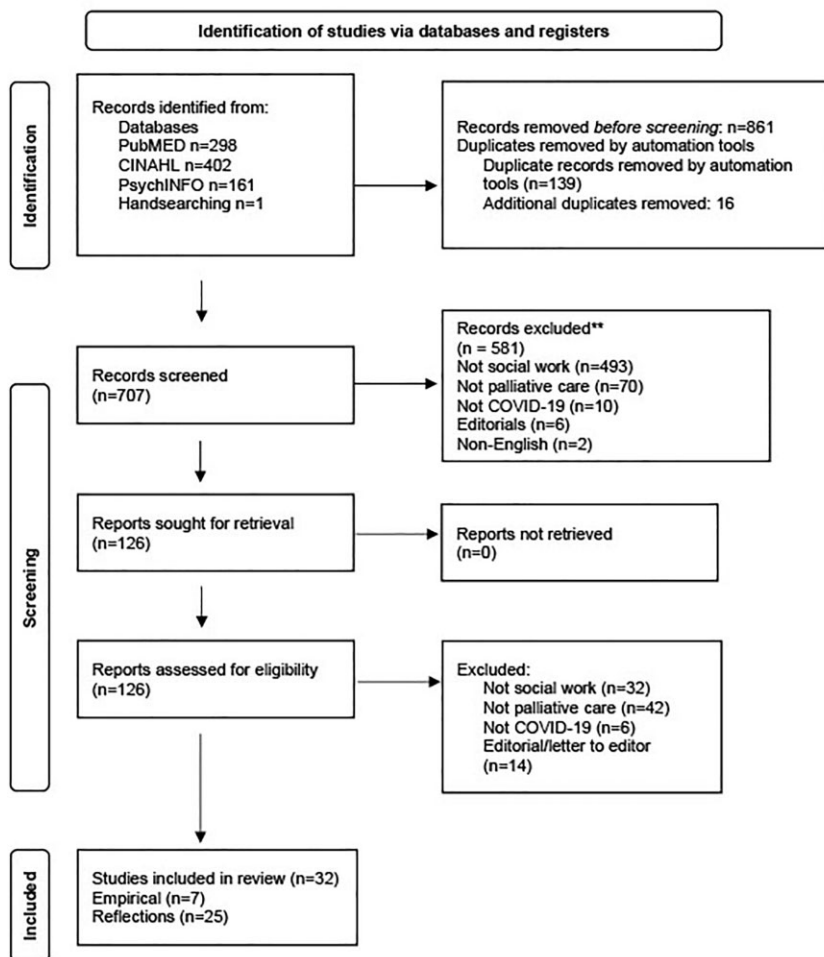 Identification of studies via databases and registers
Identification
Records identified from:
Databases
PubMED n=298
CINAHL n=402
PsychINFO n=161
Handsearching n=1
Records removed before screening: n=861
Duplicates removed by automation tools
Duplicate records removed by automation
tools (n=139)
Additional duplicates removed: 16
Screening
Records screened
(n=707)
Records excluded**
(n = 581)
Not social work (n=493)
Not palliative care (n=70)
Not COVID-19 (n=10)
Editorials (n=6)
Non-English (n=2)
Reports sought for retrieval
(n=126)
Reports not retrieved
(n=0)
Reports assessed for eligibility
(n=126)
Excluded:
Not social work (n=32)
Not palliative care (n=42)
Not COVID-19 (n=6)
Editorial/letter to editor
(n=14)
Included
Studies included in review (n=32)
Empirical (n=7)
Reflections (n=25)